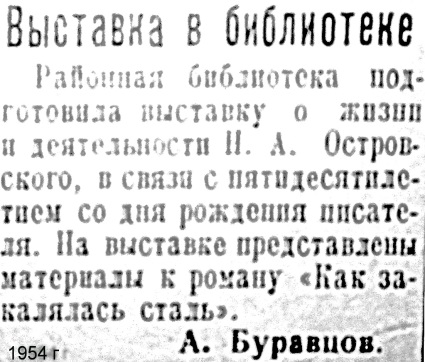 Выставка в библиотеке
Районная библиотека под-
готовила выставку о жизни
и деятельности Н. А. Остров-
ского, в связи с пятидесятиле-
тием со дня рождения писате-
ля. На выставке представлены
материалы к роману «Как за-
калялась сталь».
А. Буравцов.
1954 г